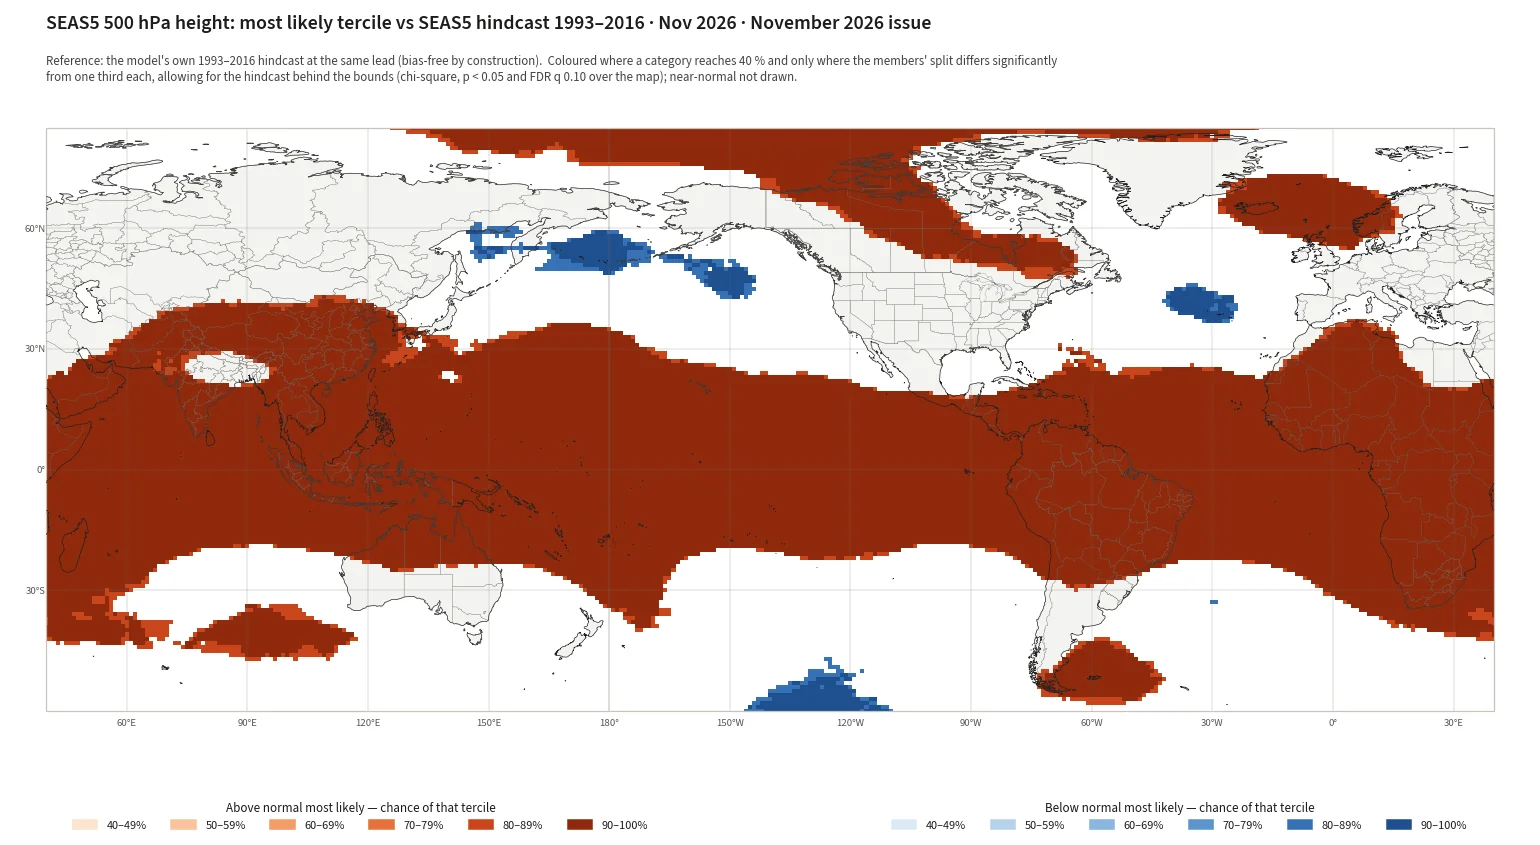 SEAS5 500 hPa height: most likely tercile vs SEAS5 hindcast 1993–2016 · Nov 2026 · November 2026 issue
Reference: the model's own 1993–2016 hindcast at the same lead (bias-free by construction).  Coloured where a category reaches 40 % and only where the members' split differs significantly
from one third each, allowing for the hindcast behind the bounds (chi-square, p < 0.05 and FDR q 0.10 over the map); near-normal not drawn.
60°N
30°N
0°
30°S
60°E 90°E 120°E 150°E 180° 150°W 120°W 90°W 60°W 30°W 0° 30°E
Above normal most likely — chance of that tercile
40–49% 50–59% 60–69% 70–79% 80–89% 90–100%
Below normal most likely — chance of that tercile
40–49% 50–59% 60–69% 70–79% 80–89% 90–100%